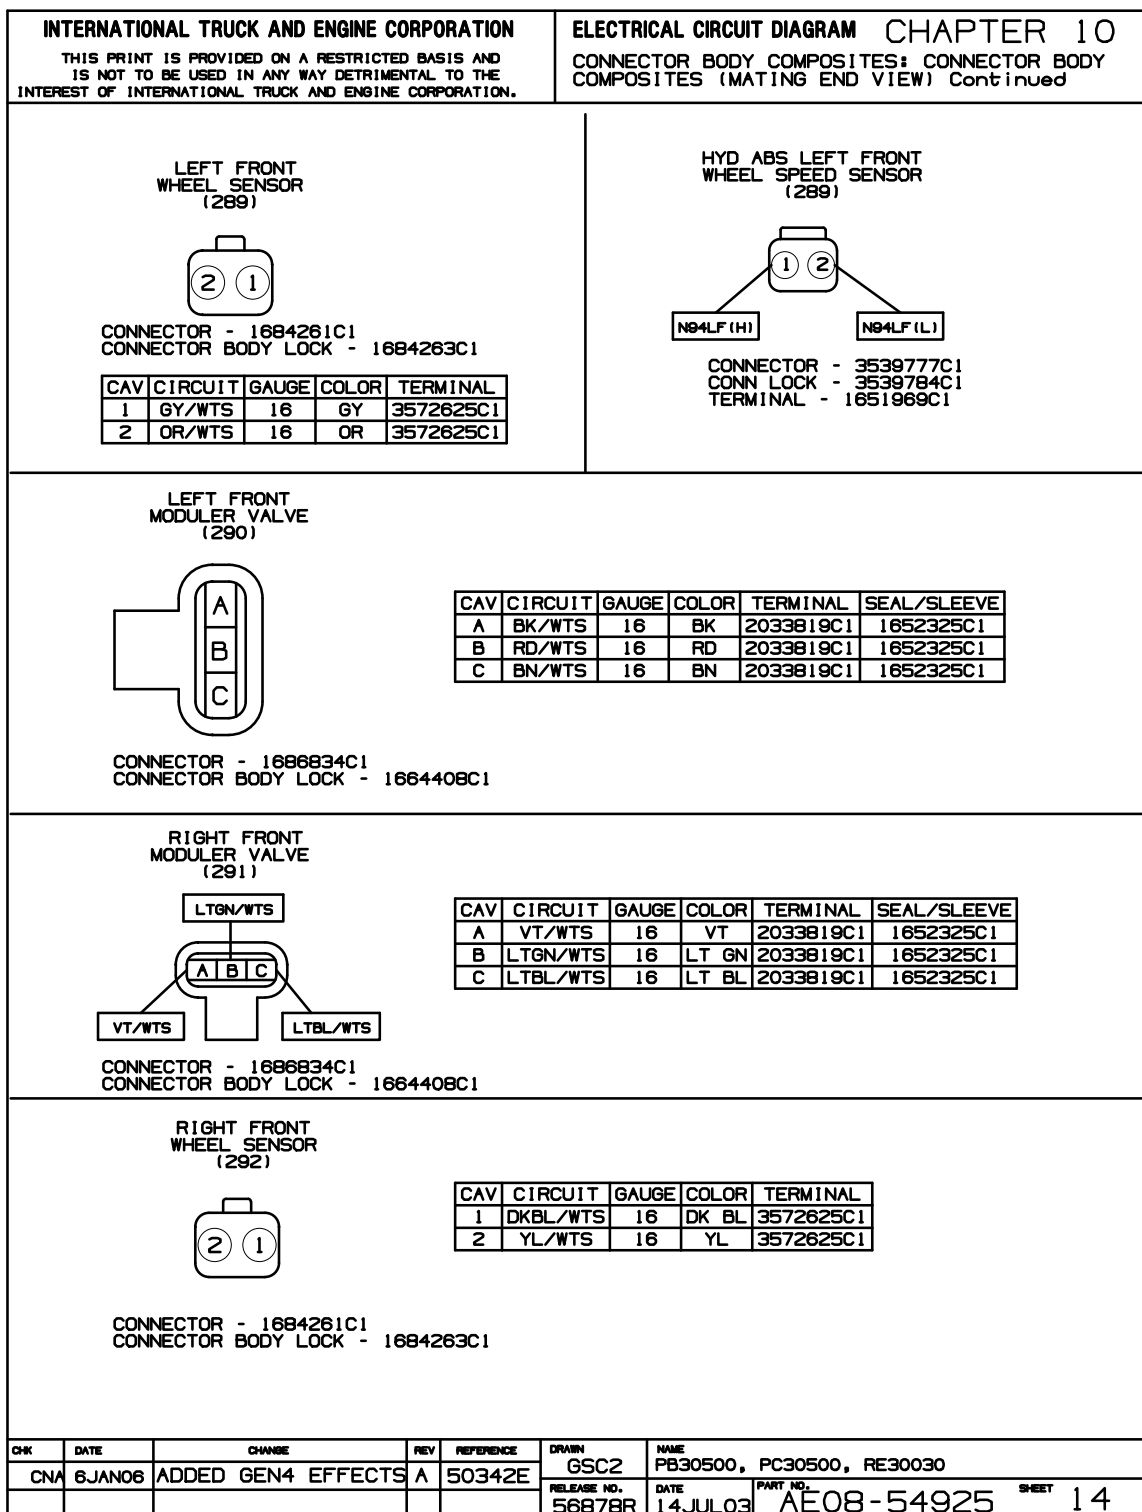 INTERNATIONAL TRUCK AND ENGINE CORPORATION
THIS PRINT IS PROVIDED ON A RESTRICTED BASIS AND
IS NOT TO BE USED IN ANY WAY DETRIMENTAL TO THE
INTEREST OF INTERNATIONAL TRUCK AND ENGINE CORPORATION.
ELECTRICAL CIRCUIT DIAGRAM CHAPTER 10
CONNECTOR BODY COMPOSITES: CONNECTOR BODY
COMPOSITES (MATING END VIEW) Continued
LEFT FRONT
WHEEL SENSOR
(289)
2 1
CONNECTOR - 1684261C1
CONNECTOR BODY LOCK - 1684263C1
CAV CIRCUIT GAUGE COLOR TERMINAL
1 GY/WTS 16 GY 3572625C1
2 OR/WTS 16 OR 3572625C1
HYD ABS LEFT FRONT
WHEEL SPEED SENSOR
(289)
1 2
N94LF(H) N94LF(L)
CONNECTOR - 3539777C1
CONN LOCK - 3539784C1
TERMINAL - 1651969C1
LEFT FRONT
MODULER VALVE
(290)
A
B
C
CONNECTOR - 1686834C1
CONNECTOR BODY LOCK - 1664408C1
CAV CIRCUIT GAUGE COLOR TERMINAL SEAL/SLEEVE
A BK/WTS 16 BK 2033819C1 1652325C1
B RD/WTS 16 RD 2033819C1 1652325C1
C BN/WTS 16 BN 2033819C1 1652325C1
RIGHT FRONT
MODULER VALVE
(291)
LTGN/WTS
A B C
VT/WTS LTBL/WTS
CONNECTOR - 1686834C1
CONNECTOR BODY LOCK - 1664408C1
CAV CIRCUIT GAUGE COLOR TERMINAL SEAL/SLEEVE
A VT/WTS 16 VT 2033819C1 1652325C1
B LTGN/WTS 16 LT GN 2033819C1 1652325C1
C LTBL/WTS 16 LT BL 2033819C1 1652325C1
RIGHT FRONT
WHEEL SENSOR
(292)
2 1
CONNECTOR - 1684261C1
CONNECTOR BODY LOCK - 1684263C1
CAV CIRCUIT GAUGE COLOR TERMINAL
1 DKBL/WTS 16 DK BL 3572625C1
2 YL/WTS 16 YL 3572625C1
CHK DATE CHANGE REV REFERENCE
CNA 6JAN06 ADDED GEN4 EFFECTS A 50342E
DRAWN
GSC2
NAME
PB30500, PC30500, RE30030
RELEASE NO.
56878R
DATE
14JUL03
PART NO.
AE08-54925
SHEET 14